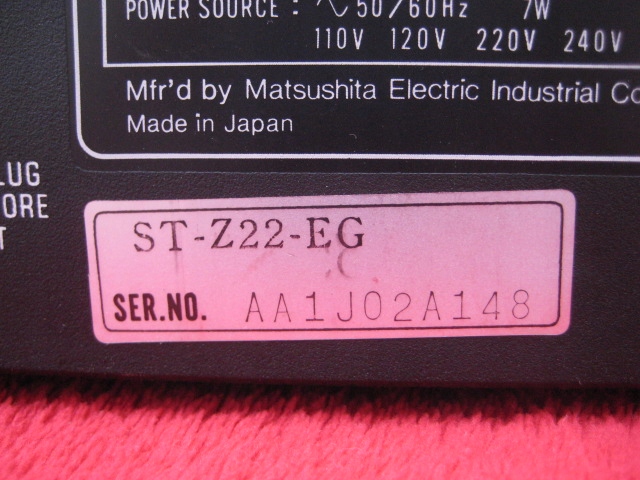 POWER SOURCE : ∿ 50/60Hz 7W
110V 120V 220V 240V
Mfr'd by Matsushita Electric Industrial Co
Made in Japan
LUG
ORE
T
ST-Z22-EG
SER.NO. AA1J02A148